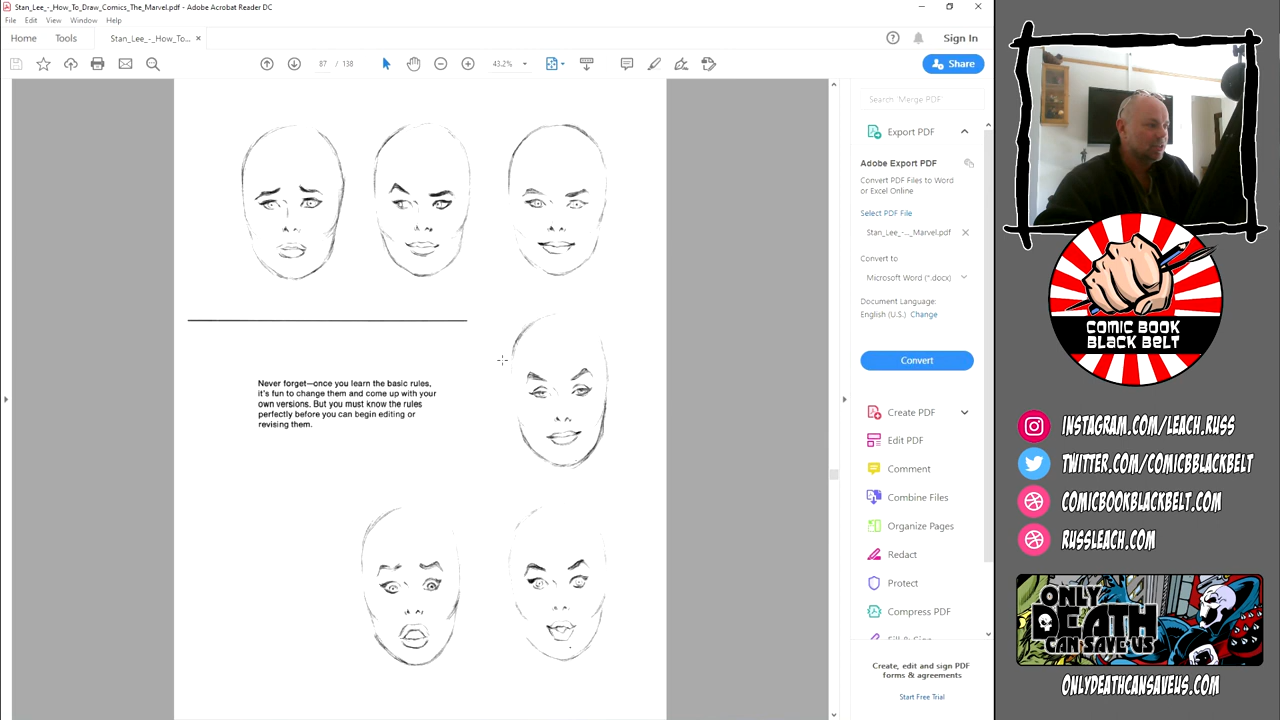 Stan_Lee_-_How_To_Draw_Comics_The_Marvel.pdf - Adobe Acrobat Reader DC
File Edit View Window Help
Home Tools Stan_Lee_-_How_To... × Sign In
87 / 138 43.2% Share
Search 'Merge PDF'
Export PDF
Adobe Export PDF
Convert PDF Files to Word
or Excel Online
Select PDF File
Stan_Lee_-..._Marvel.pdf
Convert to
Microsoft Word (*.docx)
Document Language:
English (U.S.) Change
Convert
Create PDF
Edit PDF
Comment
Combine Files
Organize Pages
Redact
Protect
Compress PDF
Fill & Sign
Create, edit and sign PDF
forms & agreements
Start Free Trial
Never forget—once you learn the basic rules,
it's fun to change them and come up with your
own versions. But you must know the rules
perfectly before you can begin editing or
revising them.
COMIC BOOK
BLACK BELT
INSTAGRAM.COM/LEACH.RUSS
TWITTER.COM/COMICBBLACKBELT
COMICBOOKBLACKBELT.COM
RUSSLEACH.COM
ONLY
DEATH
CAN SAVE US
ONLYDEATHCANSAVEUS.COM